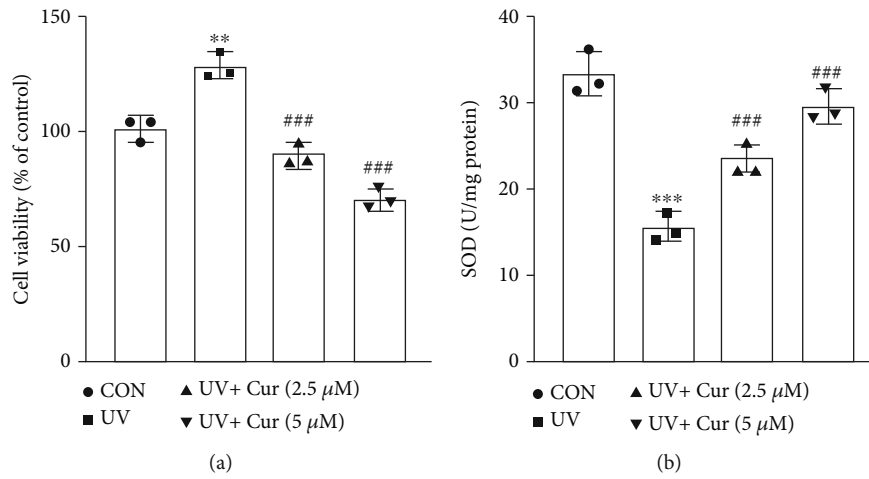 Cell viability (% of control)
150
100
50
0
**
###
###
● CON
■ UV
▲ UV+ Cur (2.5 μM)
▼ UV+ Cur (5 μM)
(a)
SOD (U/mg protein)
40
30
20
10
0
***
###
###
● CON
■ UV
▲ UV+ Cur (2.5 μM)
▼ UV+ Cur (5 μM)
(b)